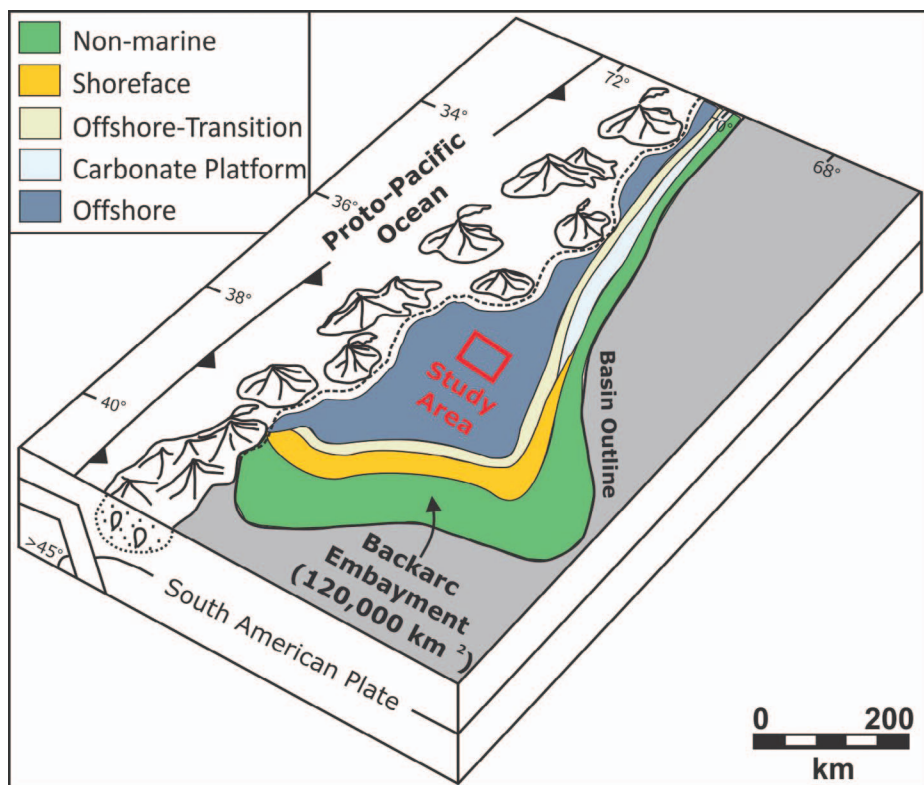 Non-marine
Shoreface
Offshore-Transition
Carbonate Platform
Offshore
72°
0°
68°
34°
36°
38°
40°
Proto-Pacific
Ocean
Study
Area
Basin Outline
Backarc
Embayment
(120,000 km ²)
>45°
South American Plate
0 200
km